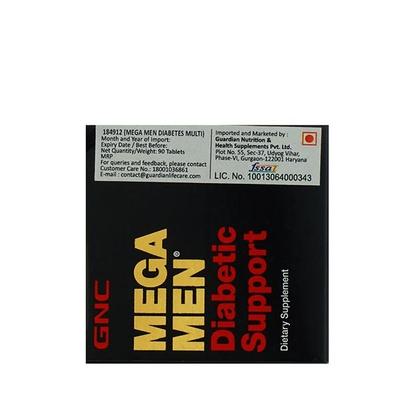 184912 (MEGA MEN DIABETES MULTI)
Month and Year of Import:
Expiry Date / Best Before:
Net Quantity/Weight: 90 Tablets
MRP
For queries and feedback, please contact
Customer Care No.: 18001036861
E-mail : contact@guardianlifecare.com
Imported and Marketed by :
Guardian Nutrition &
Health Supplements Pvt. Ltd.
Plot No. 55, Sec-37, Udyog Vihar,
Phase-VI, Gurgaon-122001 Haryana
fssai
LIC. No. 10013064000343
GNC
MEGA
MEN®
Diabetic
Support
Dietary Supplement